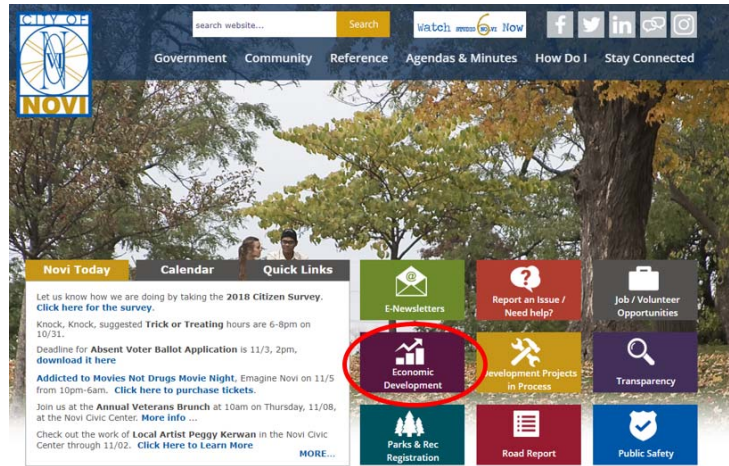 CITY OF
NOVI
search website...
Search
Watch STUDIO 6 NOVI Now
Government Community Reference Agendas & Minutes How Do I Stay Connected
Novi Today Calendar Quick Links
Let us know how we are doing by taking the 2018 Citizen Survey.
Click here for the survey.
Knock, Knock, suggested Trick or Treating hours are 6-8pm on
10/31.
Deadline for Absent Voter Ballot Application is 11/3, 2pm,
download it here
Addicted to Movies Not Drugs Movie Night, Emagine Novi on 11/5
from 10pm-6am. Click here to purchase tickets.
Join us at the Annual Veterans Brunch at 10am on Thursday, 11/08,
at the Novi Civic Center. More info ...
Check out the work of Local Artist Peggy Kerwan in the Novi Civic
Center through 11/02. Click Here to Learn More
MORE...
E-Newsletters
Report an Issue /
Need help?
Job / Volunteer
Opportunities
Economic
Development
Development Projects
in Process
Transparency
Parks & Rec
Registration
Road Report
Public Safety